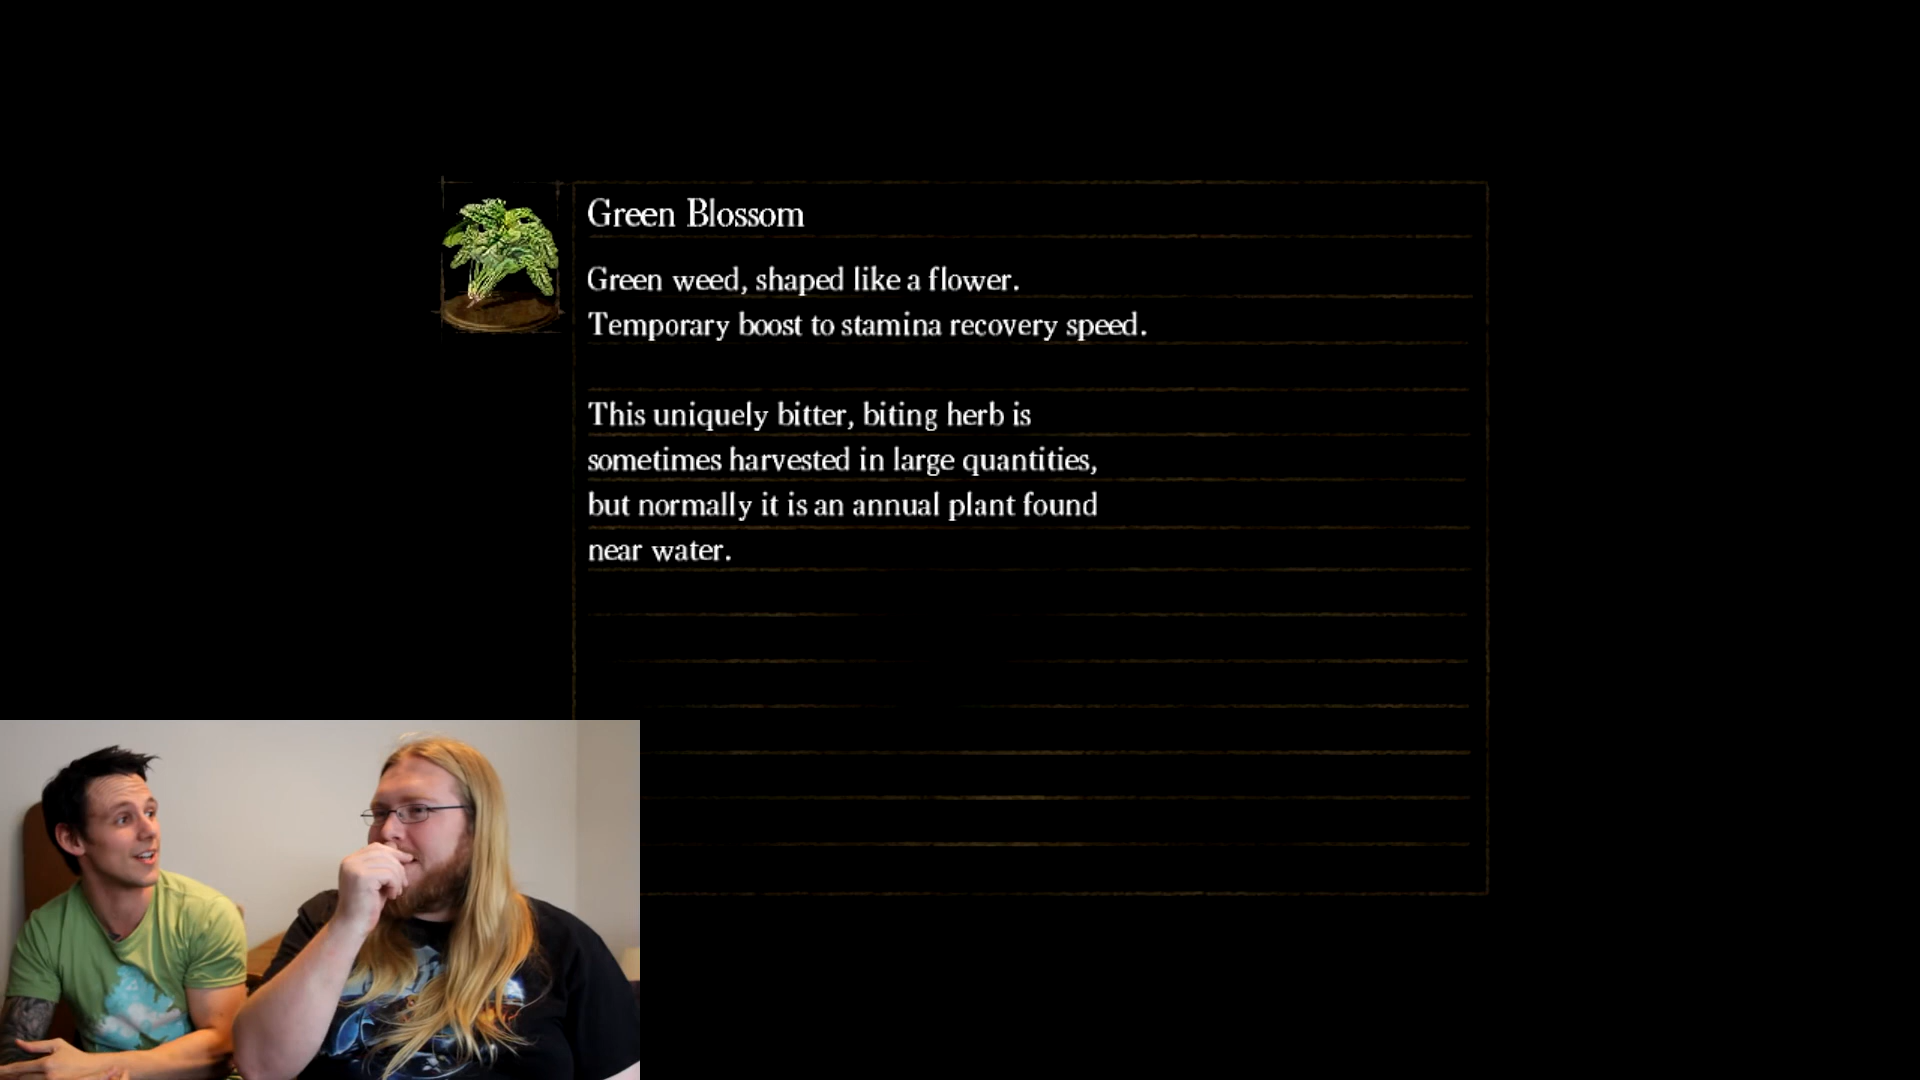 Green Blossom
Green weed, shaped like a flower.
Temporary boost to stamina recovery speed.
This uniquely bitter, biting herb is
sometimes harvested in large quantities,
but normally it is an annual plant found
near water.